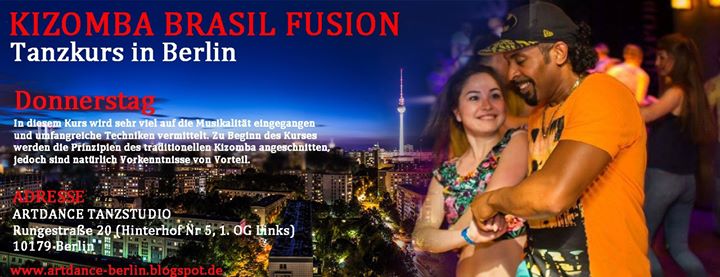 KIZOMBA BRASIL FUSION
Tanzkurs in Berlin
Donnerstag
In diesem Kurs wird sehr viel auf die Musikalität eingegangen
und umfangreiche Techniken vermittelt. Zu Beginn des Kurses
werden die Prinzipien des traditionellen Kizomba angeschnitten,
jedoch sind natürlich Vorkenntnisse von Vorteil.
ADRESSE
ARTDANCE TANZSTUDIO
Rungestraße 20 (Hinterhof Nr 5, 1. OG Links)
10179 Berlin
www.artdance-berlin.blogspot.de